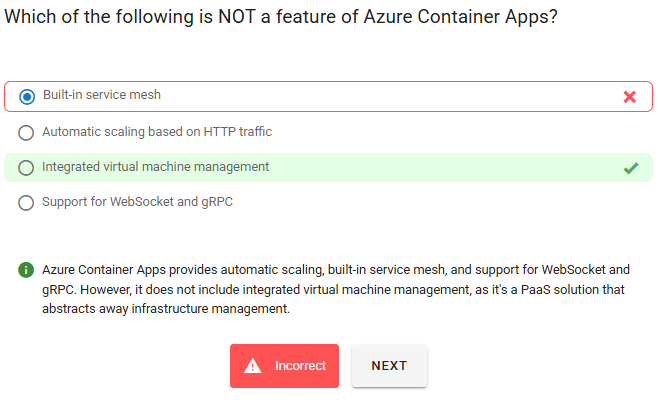 Which of the following is NOT a feature of Azure Container Apps?
Built-in service mesh
Automatic scaling based on HTTP traffic
Integrated virtual machine management
Support for WebSocket and gRPC
Azure Container Apps provides automatic scaling, built-in service mesh, and support for WebSocket and
gRPC. However, it does not include integrated virtual machine management, as it's a PaaS solution that
abstracts away infrastructure management.
Incorrect
NEXT